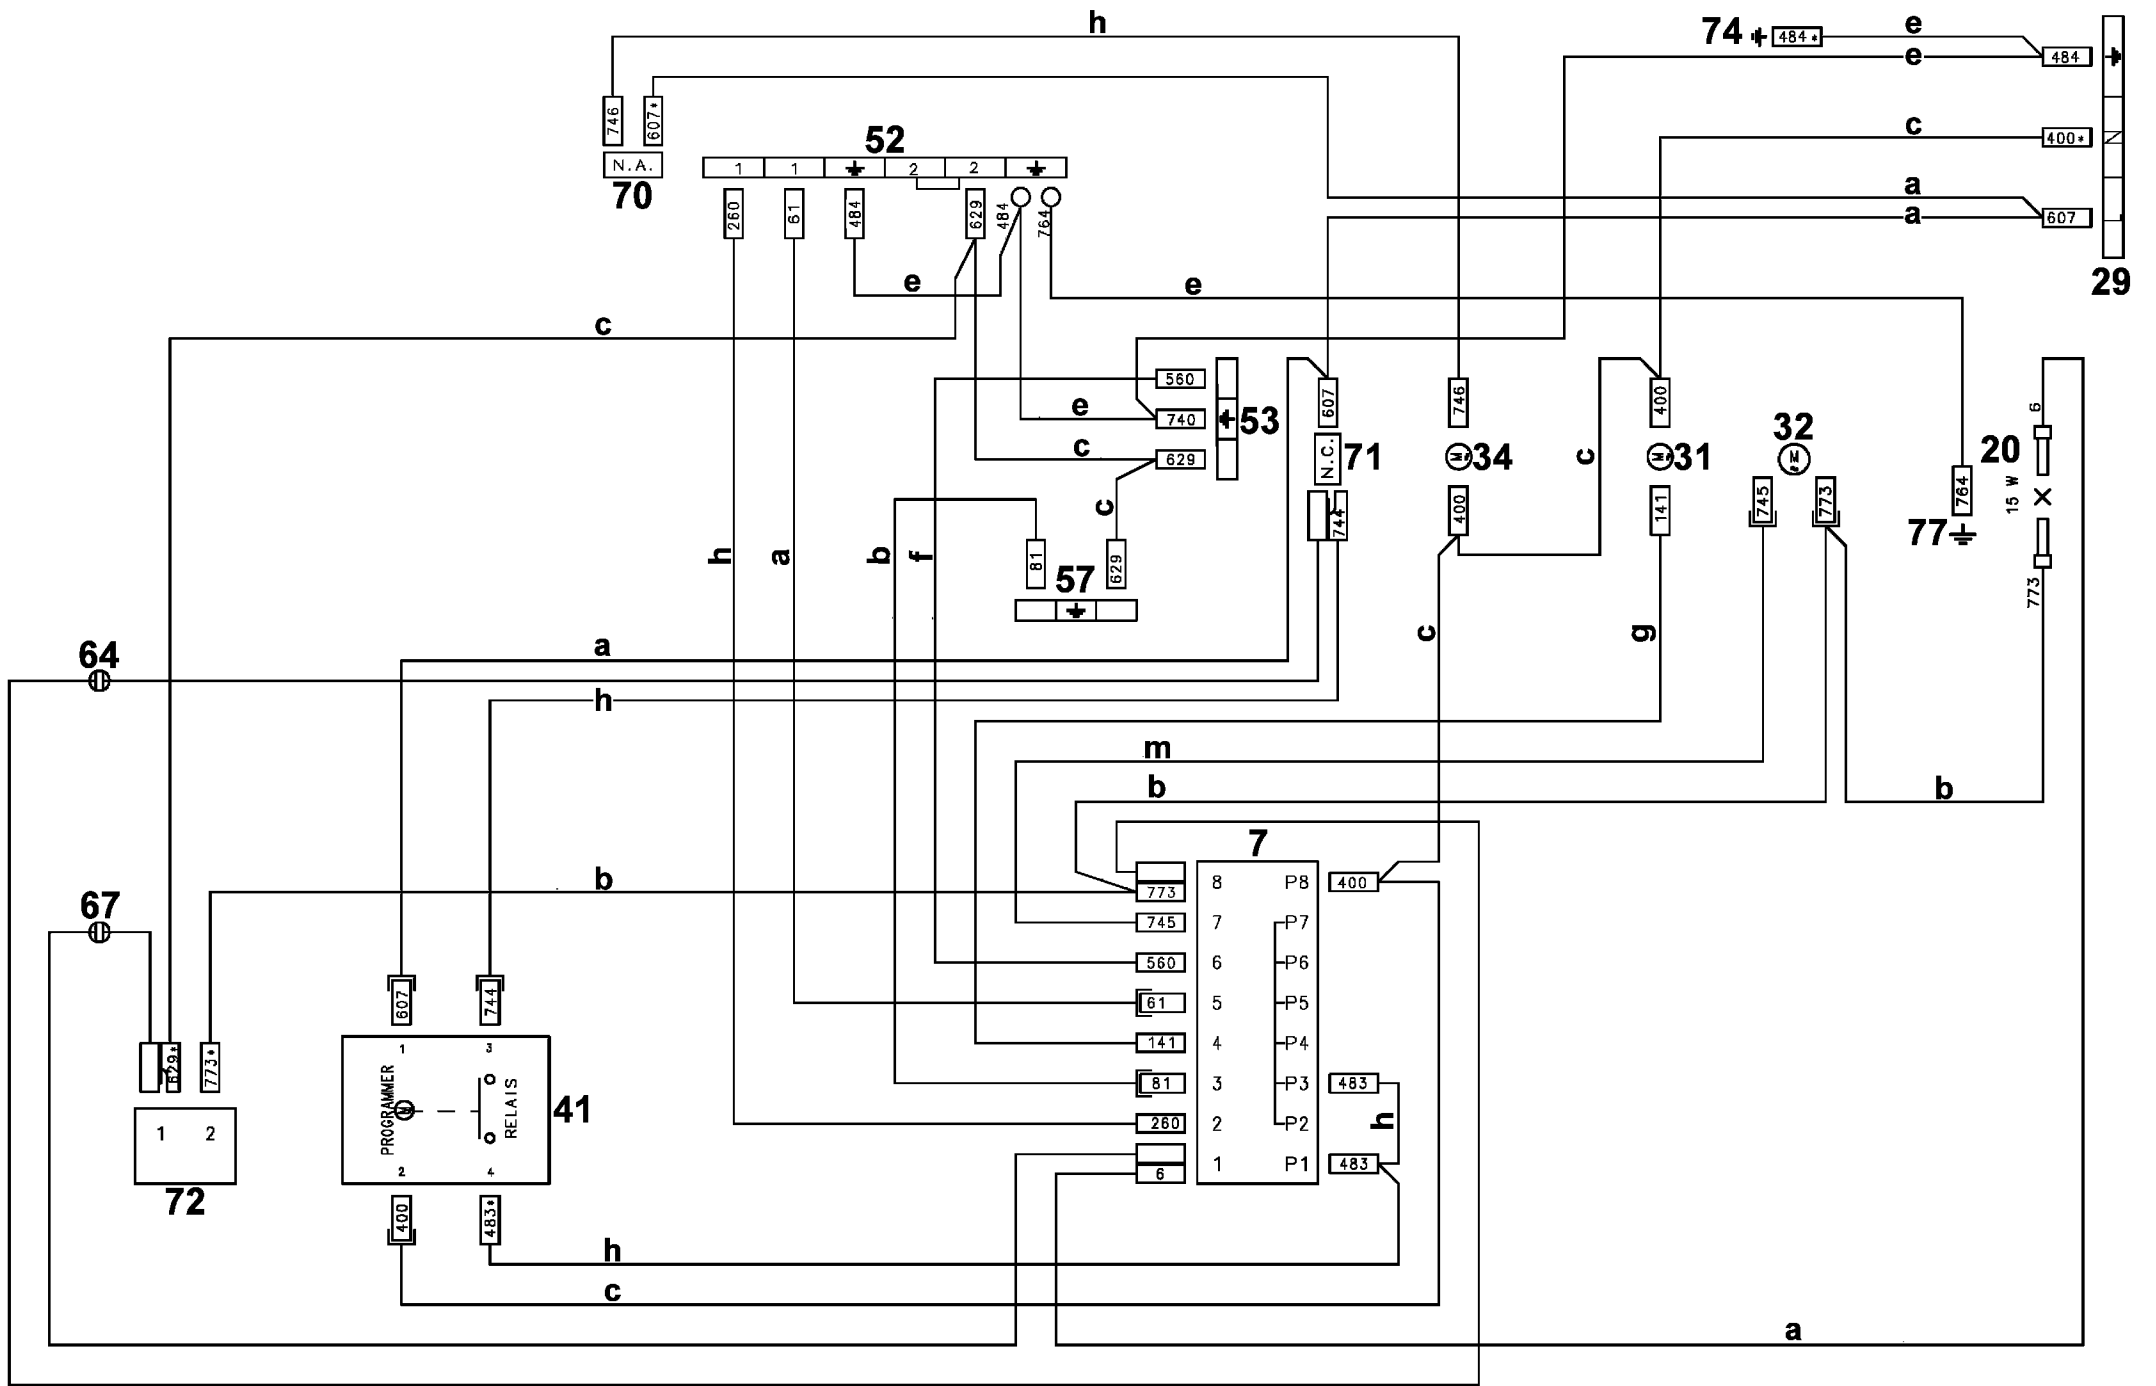 h
74
484*
e
e
484
746
607*
52
c
400*
N.A.
70
1
1
2
2
260
61
484
629
484
764
a
a
607
e
e
29
c
560
740
629
e
c
53
607
N.C.
71
744
746
34
400
c
400
31
141
32
745
773
764
77
6
20
15 W
773
h
a
b
f
81
57
629
c
c
g
64
a
h
m
b
b
7
67
b
773
745
560
61
141
81
260
6
8
7
6
5
4
3
2
1
P8
P7
P6
P5
P4
P3
P2
P1
400
483
483
h
629*
773*
1
2
72
607
744
1
3
PROGRAMMER
M
RELAIS
41
2
4
400
483*
h
c
a